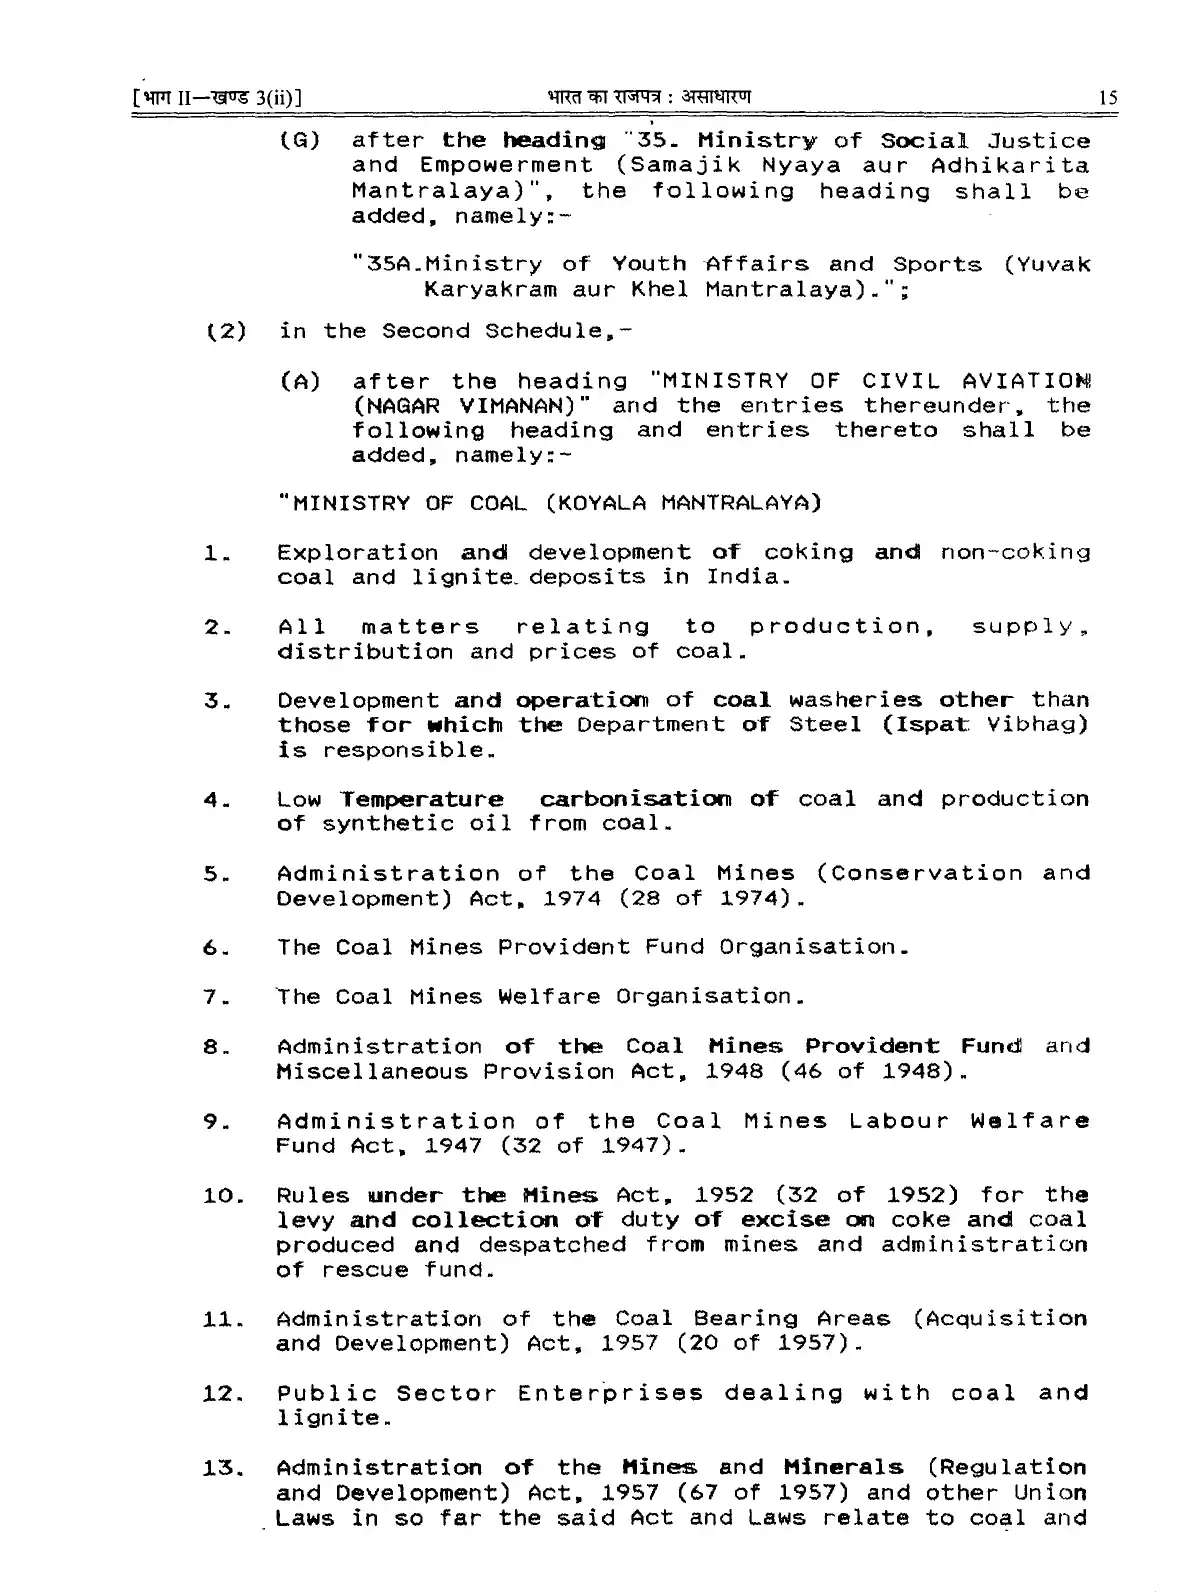 [भाग II—खण्ड 3(ii)] भारत का राजपत्र : असाधारण 15
(G) after the heading "35. Ministry of Social Justice
and Empowerment (Samajik Nyaya aur Adhikarita
Mantralaya)", the following heading shall be
added, namely:-
"35A.Ministry of Youth Affairs and Sports (Yuvak
Karyakram aur Khel Mantralaya).";
(2) in the Second Schedule,-
(A) after the heading "MINISTRY OF CIVIL AVIATION
(NAGAR VIMANAN)" and the entries thereunder, the
following heading and entries thereto shall be
added, namely:-
"MINISTRY OF COAL (KOYALA MANTRALAYA)
1. Exploration and development of coking and non-coking
coal and lignite deposits in India.
2. All matters relating to production, supply,
distribution and prices of coal.
3. Development and operation of coal washeries other than
those for which the Department of Steel (Ispat Vibhag)
is responsible.
4. Low Temperature carbonisation of coal and production
of synthetic oil from coal.
5. Administration of the Coal Mines (Conservation and
Development) Act, 1974 (28 of 1974).
6. The Coal Mines Provident Fund Organisation.
7. The Coal Mines Welfare Organisation.
8. Administration of the Coal Mines Provident Fund and
Miscellaneous Provision Act, 1948 (46 of 1948).
9. Administration of the Coal Mines Labour Welfare
Fund Act, 1947 (32 of 1947).
10. Rules under the Mines Act, 1952 (32 of 1952) for the
levy and collection of duty of excise on coke and coal
produced and despatched from mines and administration
of rescue fund.
11. Administration of the Coal Bearing Areas (Acquisition
and Development) Act, 1957 (20 of 1957).
12. Public Sector Enterprises dealing with coal and
lignite.
13. Administration of the Mines and Minerals (Regulation
and Development) Act, 1957 (67 of 1957) and other Union
Laws in so far the said Act and Laws relate to coal and